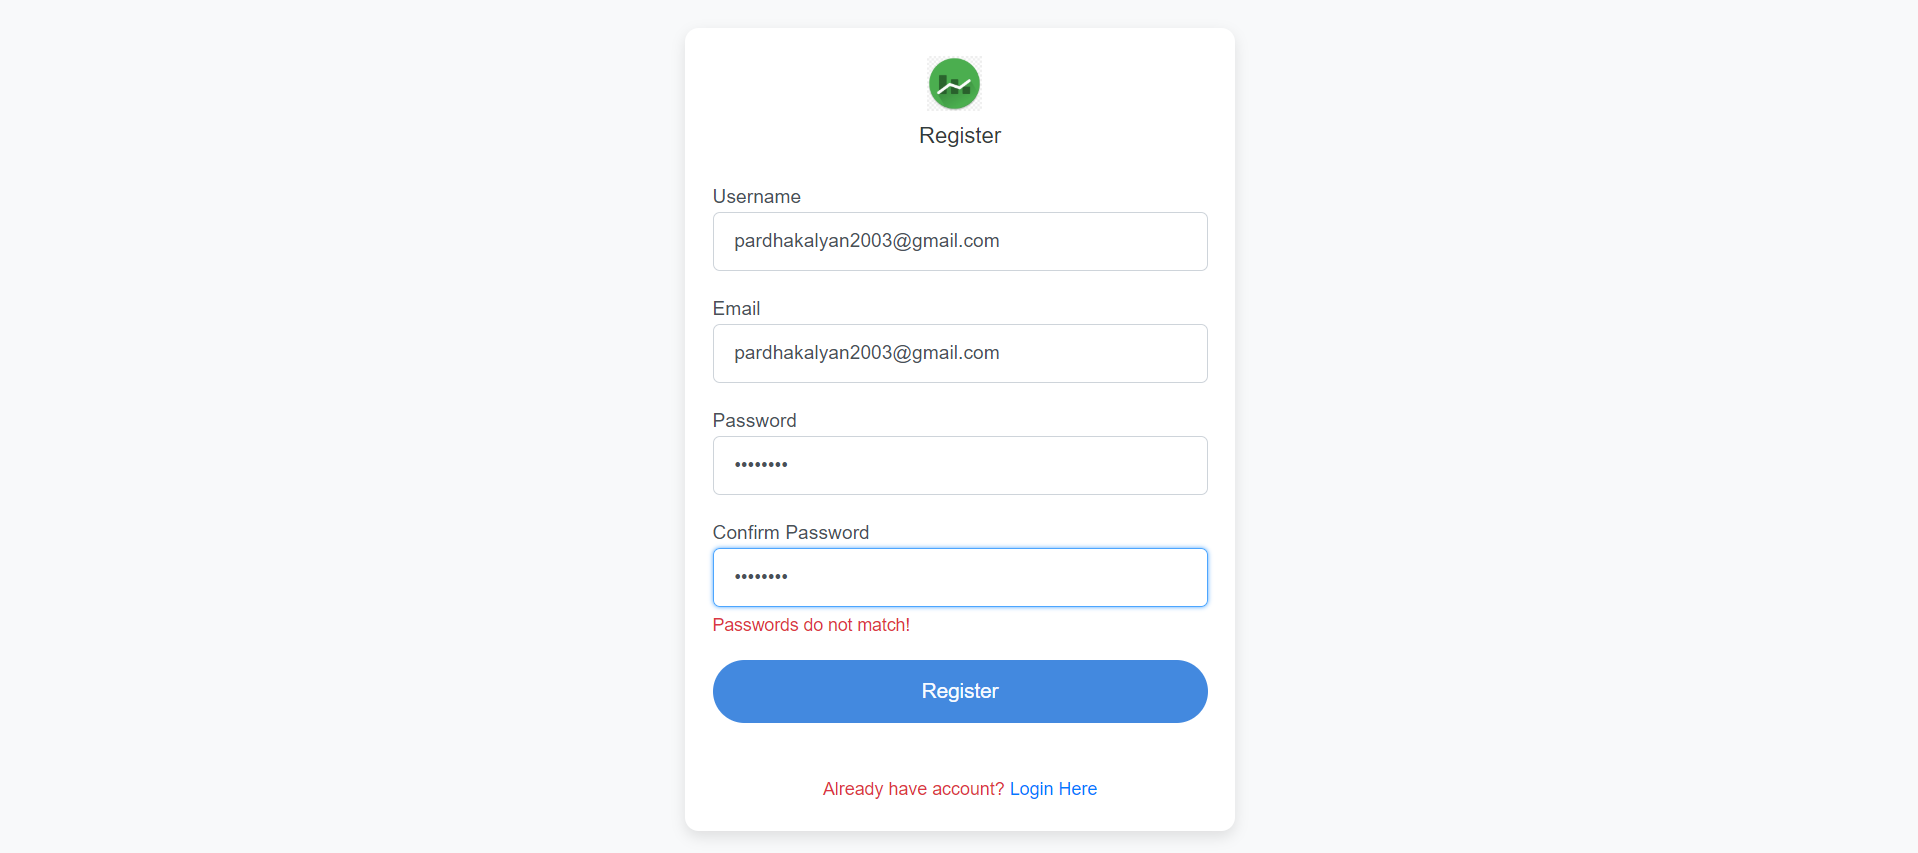 Register
Username
pardhakalyan2003@gmail.com
Email
pardhakalyan2003@gmail.com
Password
••••••••
Confirm Password
••••••••
Passwords do not match!
Register
Already have account? Login Here